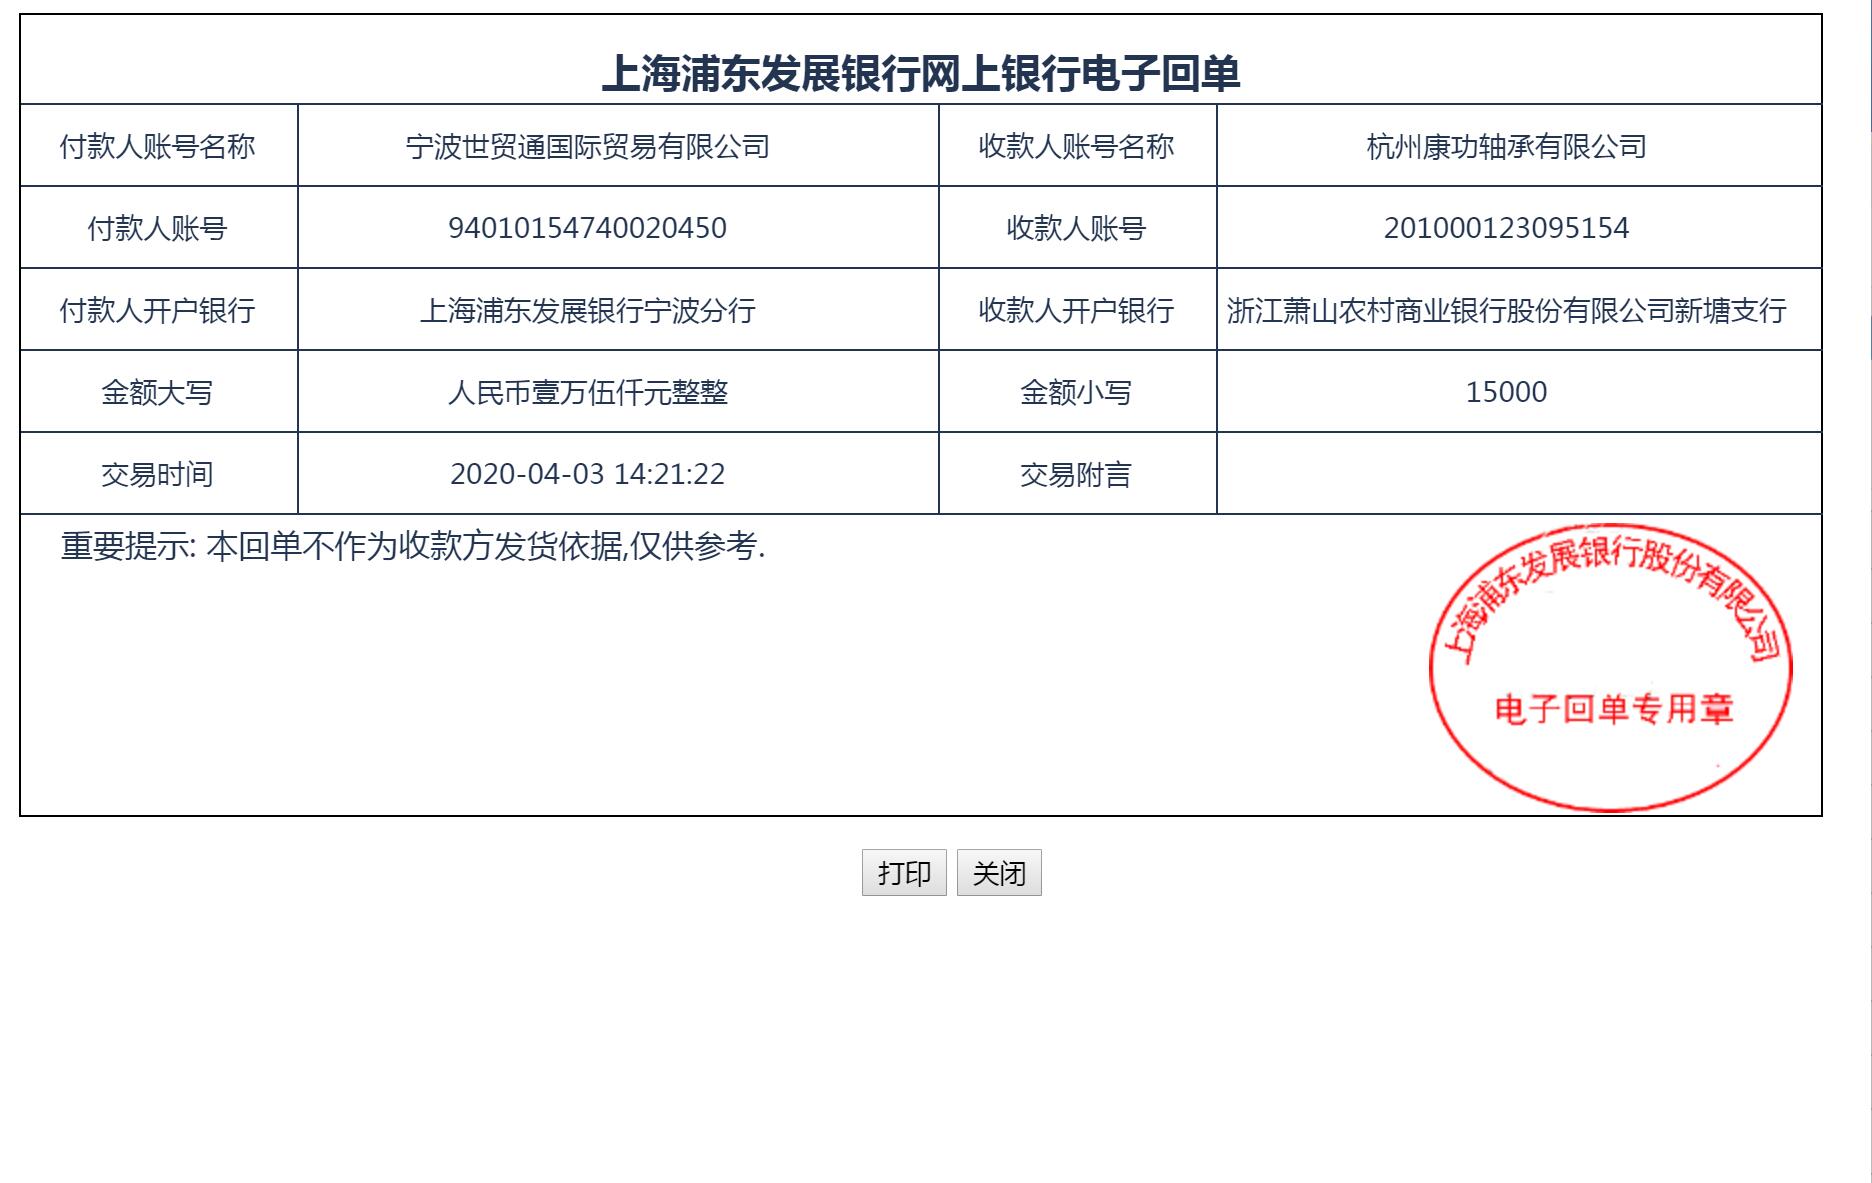 上海浦东发展银行网上银行电子回单
付款人账号名称 宁波世贸通国际贸易有限公司 收款人账号名称 杭州康功轴承有限公司
付款人账号 94010154740020450 收款人账号 201000123095154
付款人开户银行 上海浦东发展银行宁波分行 收款人开户银行 浙江萧山农村商业银行股份有限公司新塘支行
金额大写 人民币壹万伍仟元整整 金额小写 15000
交易时间 2020-04-03 14:21:22 交易附言
重要提示: 本回单不作为收款方发货依据,仅供参考.
上海浦东发展银行股份有限公司
电子回单专用章
打印 关闭